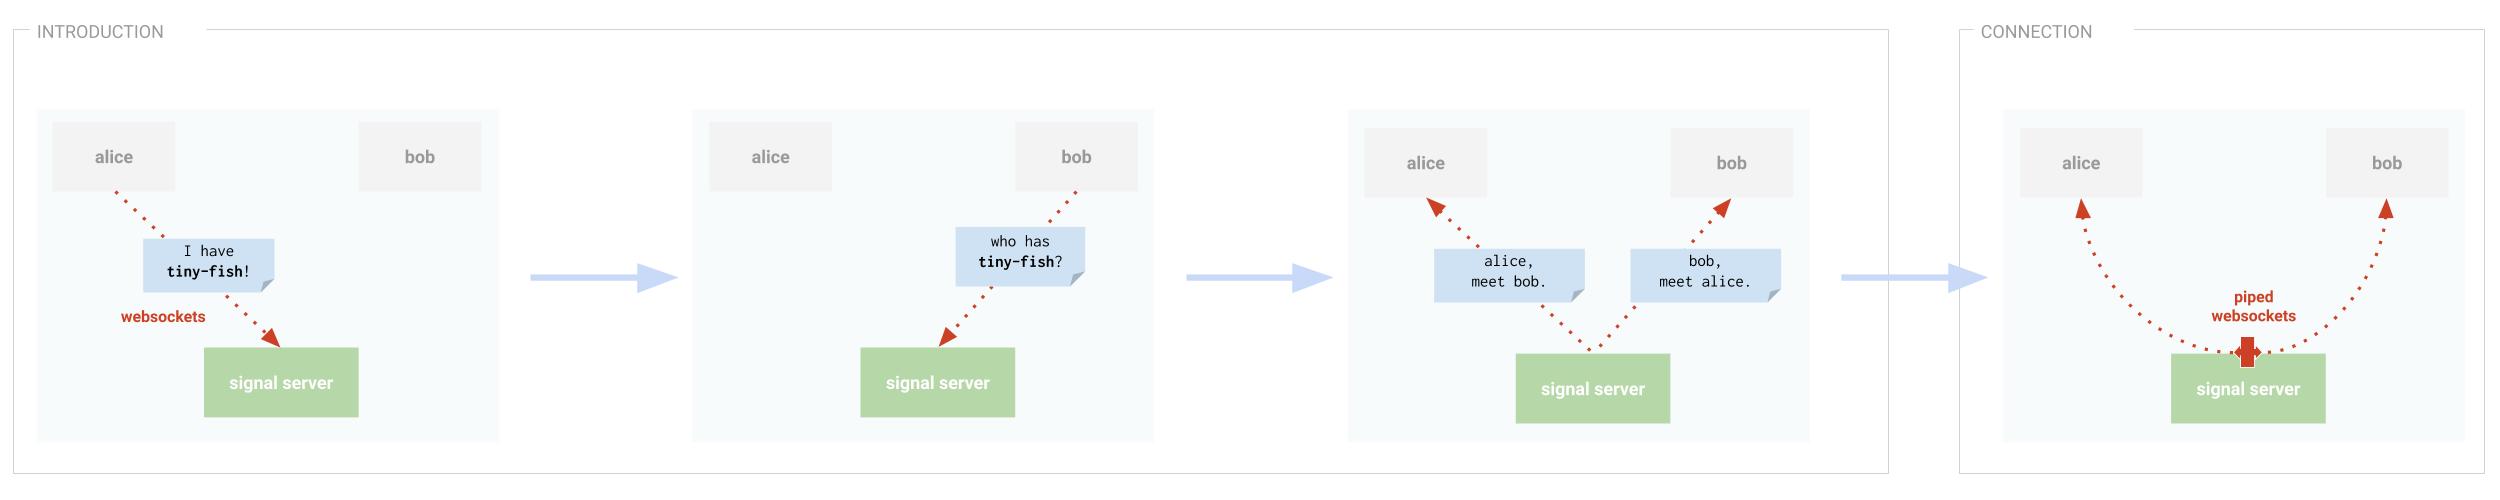 INTRODUCTION
alice
bob
I have
tiny-fish!
websockets
signal server
alice
bob
who has
tiny-fish?
signal server
alice
bob
alice,
meet bob.
bob,
meet alice.
signal server
CONNECTION
alice
bob
piped
websockets
signal server